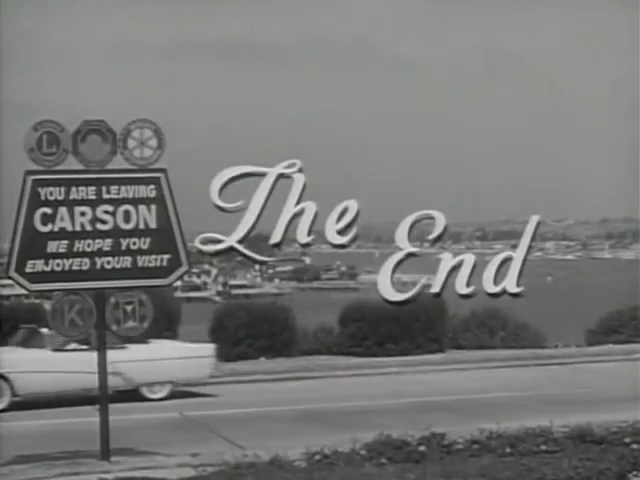 L
YOU ARE LEAVING
CARSON
WE HOPE YOU
ENJOYED YOUR VISIT
K
The End